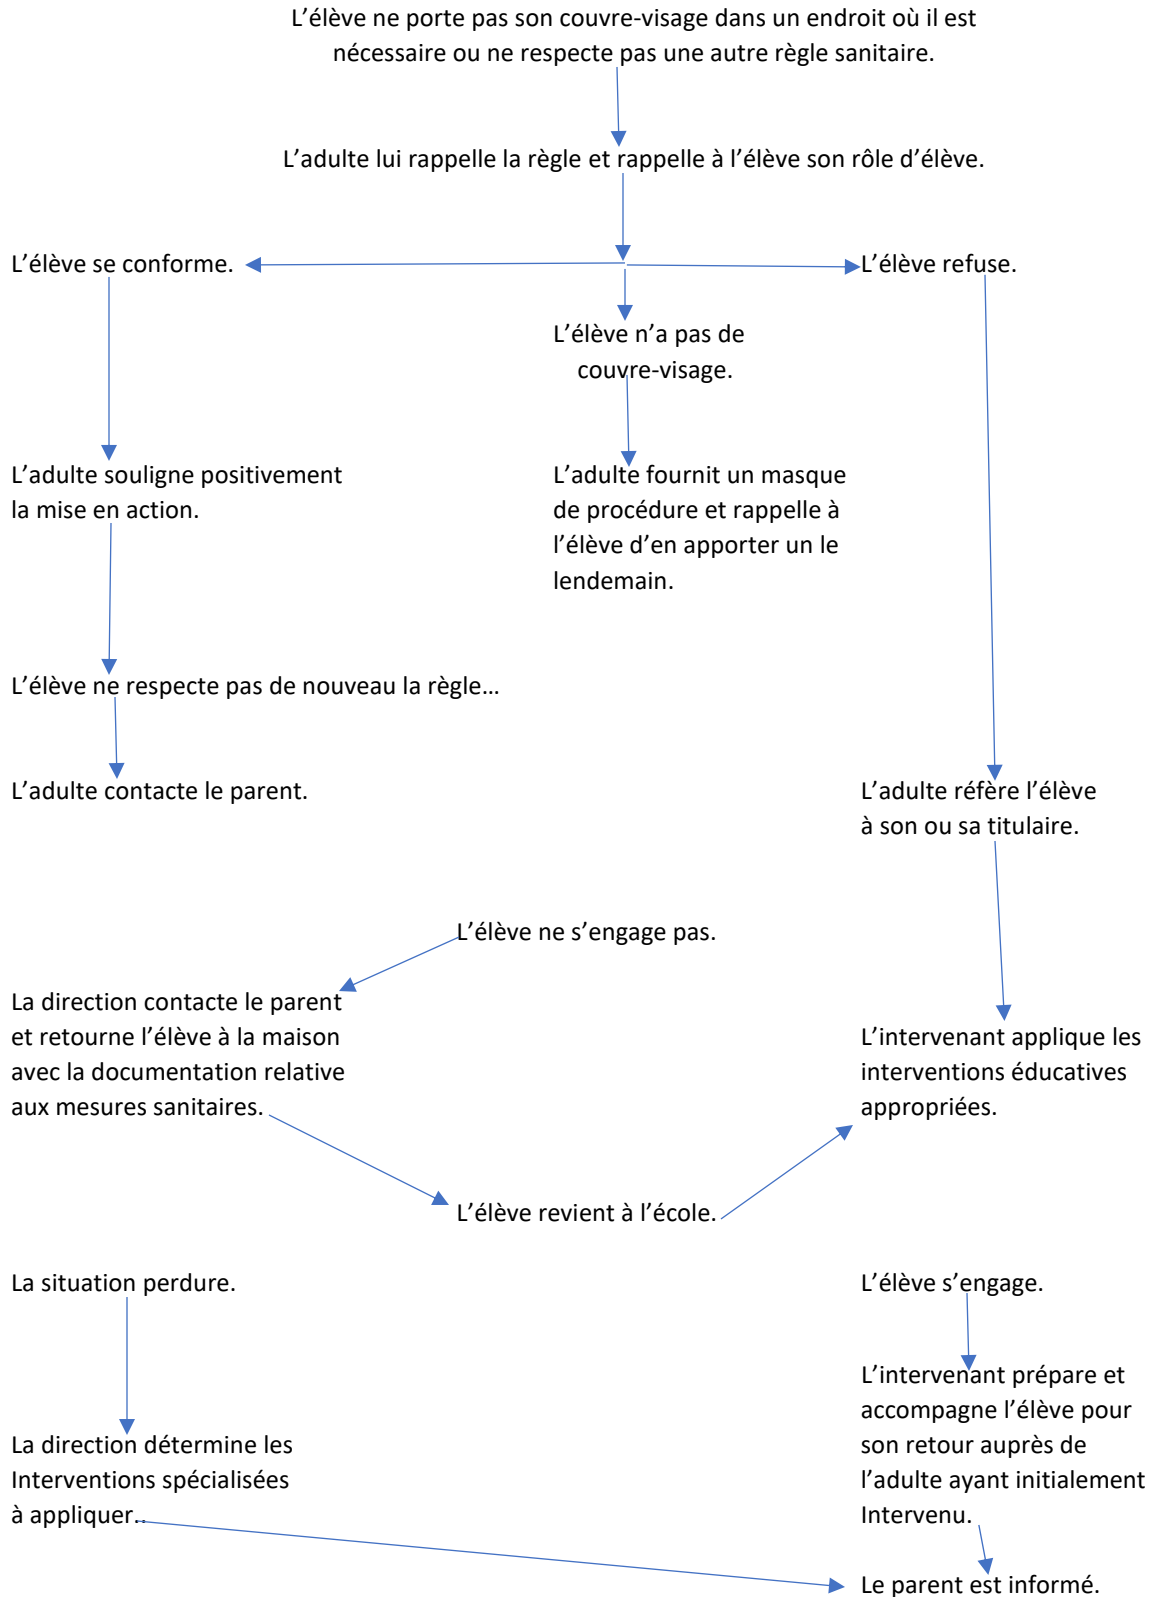 L’élève ne porte pas son couvre-visage dans un endroit où il est
nécessaire ou ne respecte pas une autre règle sanitaire.
L’adulte lui rappelle la règle et rappelle à l’élève son rôle d’élève.
L’élève se conforme.
L’élève refuse.
L’élève n’a pas de
couvre-visage.
L’adulte souligne positivement
la mise en action.
L’adulte fournit un masque
de procédure et rappelle à
l’élève d’en apporter un le
lendemain.
L’élève ne respecte pas de nouveau la règle…
L’adulte contacte le parent.
L’adulte réfère l’élève
à son ou sa titulaire.
L’élève ne s’engage pas.
La direction contacte le parent
et retourne l’élève à la maison
avec la documentation relative
aux mesures sanitaires.
L’intervenant applique les
interventions éducatives
appropriées.
L’élève revient à l’école.
La situation perdure.
L’élève s’engage.
L’intervenant prépare et
accompagne l’élève pour
son retour auprès de
l’adulte ayant initialement
Intervenu.
La direction détermine les
Interventions spécialisées
à appliquer..
Le parent est informé.